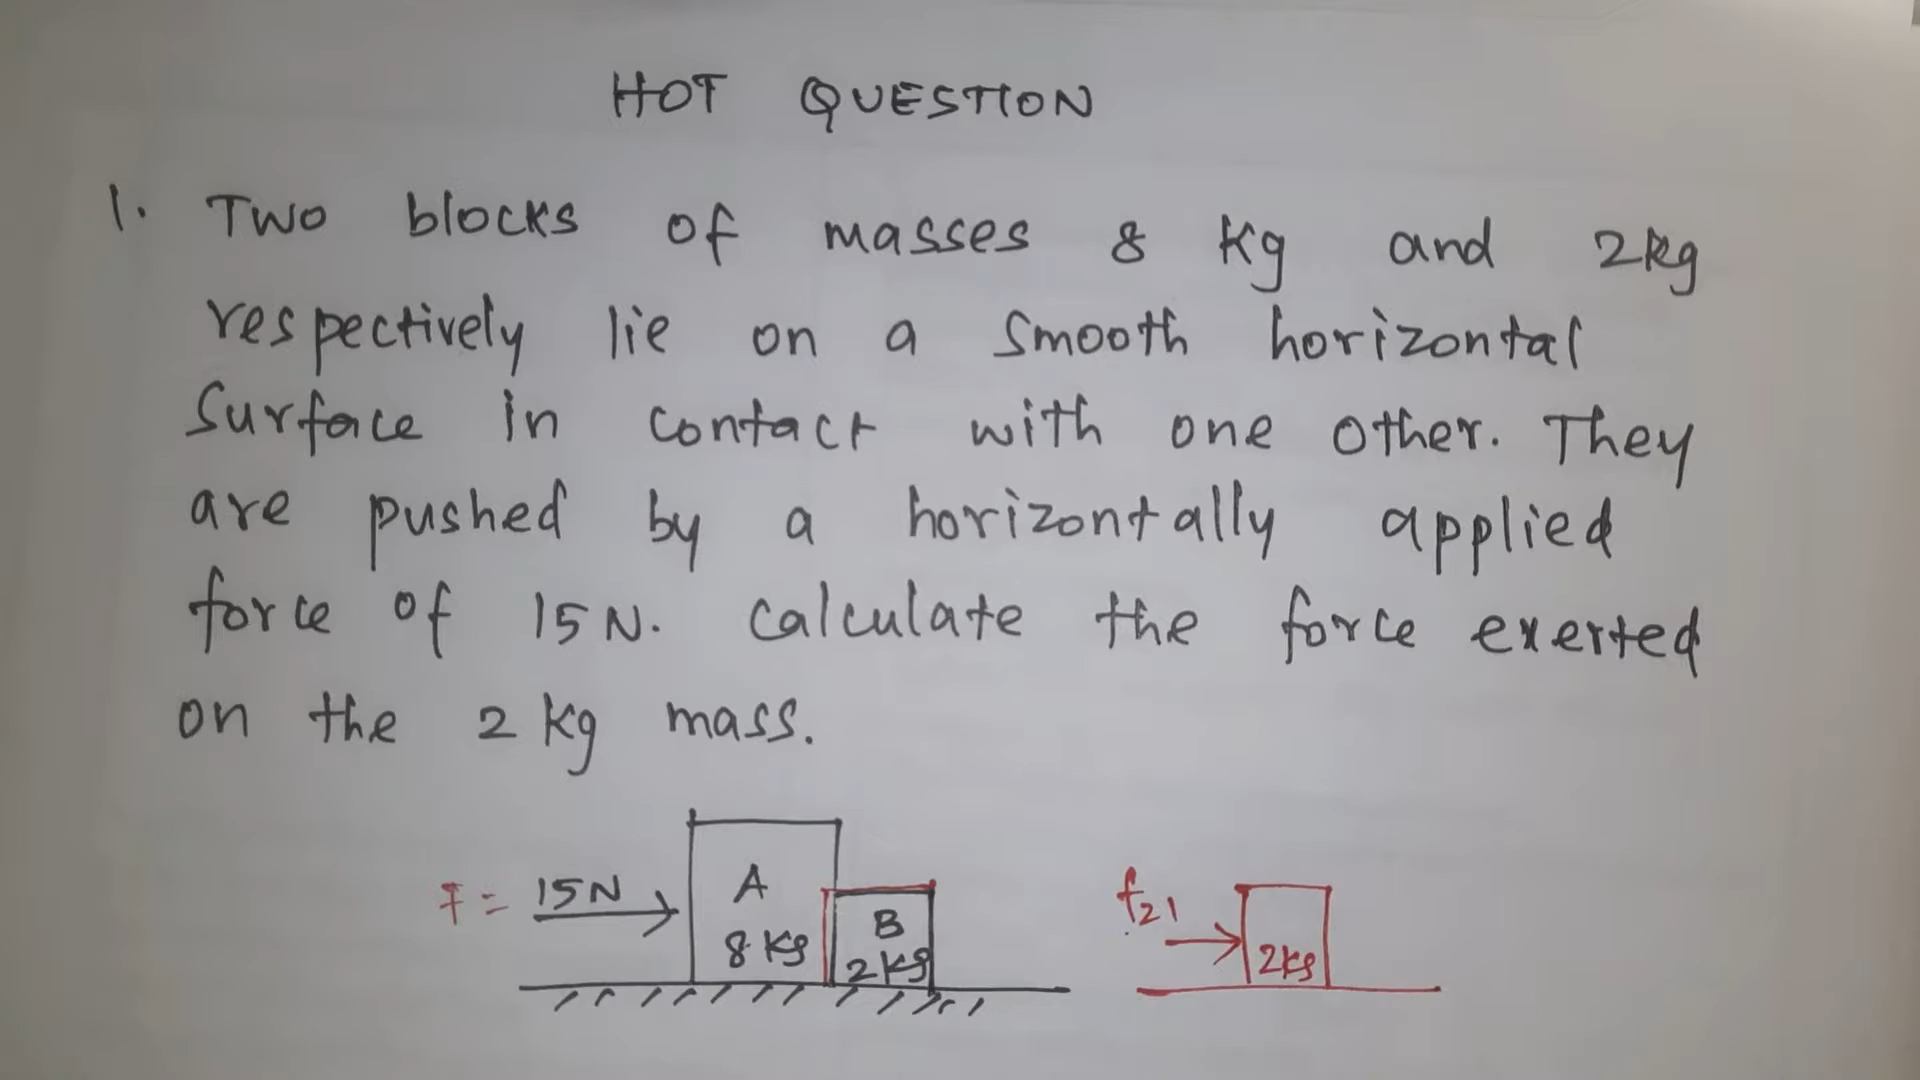 HOT QUESTION
1. Two blocks of masses 8 kg and 2kg
respectively lie on a smooth horizontal
surface in contact with one other. They
are pushed by a horizontally applied
force of 15N. Calculate the force exerted
on the 2 kg mass.
F = 15N
A
8 kg
B
2 kg
f21
2kg